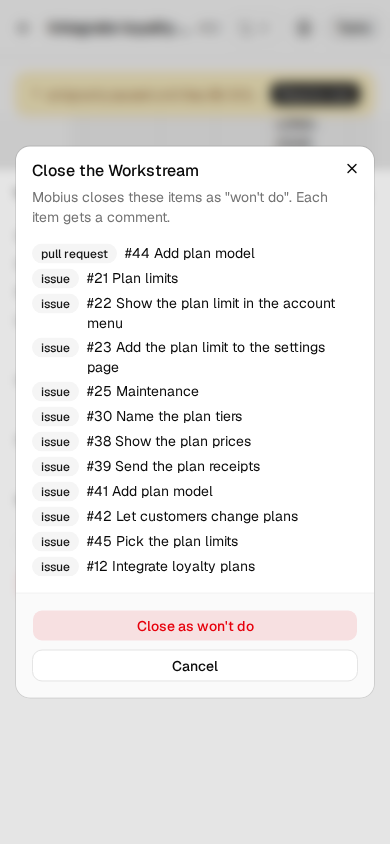 Close the Workstream
Mobius closes these items as "won't do". Each
item gets a comment.
pull request #44 Add plan model
issue #21 Plan limits
issue #22 Show the plan limit in the account
menu
issue #23 Add the plan limit to the settings
page
issue #25 Maintenance
issue #30 Name the plan tiers
issue #38 Show the plan prices
issue #39 Send the plan receipts
issue #41 Add plan model
issue #42 Let customers change plans
issue #45 Pick the plan limits
issue #12 Integrate loyalty plans
Close as won't do
Cancel